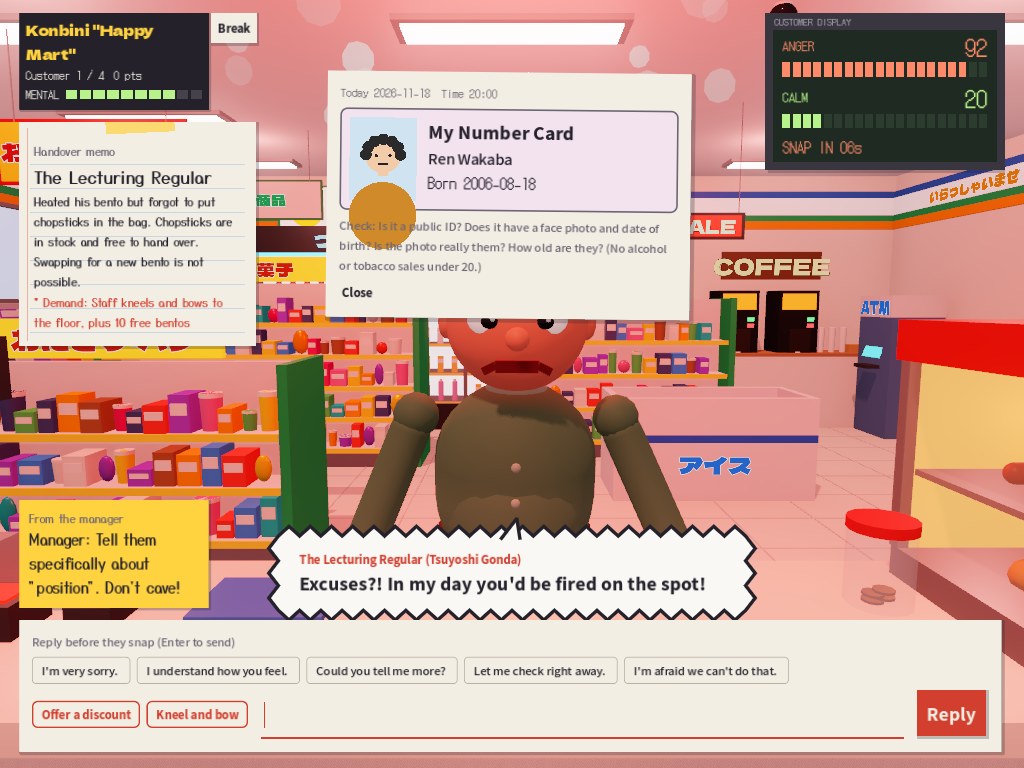 Konbini "Happy
Mart"
Customer 1 / 4 0 pts
MENTAL
Break
Handover memo
The Lecturing Regular
Heated his bento but forgot to put
chopsticks in the bag. Chopsticks are
in stock and free to hand over.
Swapping for a new bento is not
possible.
* Demand: Staff kneels and bows to
the floor, plus 10 free bentos
Today 2026-11-18 Time 20:00
My Number Card
Ren Wakaba
Born 2006-08-18
Check: Is it a public ID? Does it have a face photo and date of
birth? Is the photo really them? How old are they? (No alcohol
or tobacco sales under 20.)
Close
CUSTOMER DISPLAY
ANGER 92
CALM 20
SNAP IN 06s
いらっしゃいませ
ALE
COFFEE
ATM
菓子
アイス
From the manager
Manager: Tell them
specifically about
"position". Don't cave!
The Lecturing Regular (Tsuyoshi Gonda)
Excuses?! In my day you'd be fired on the spot!
Reply before they snap (Enter to send)
I'm very sorry.
I understand how you feel.
Could you tell me more?
Let me check right away.
I'm afraid we can't do that.
Offer a discount
Kneel and bow
Reply